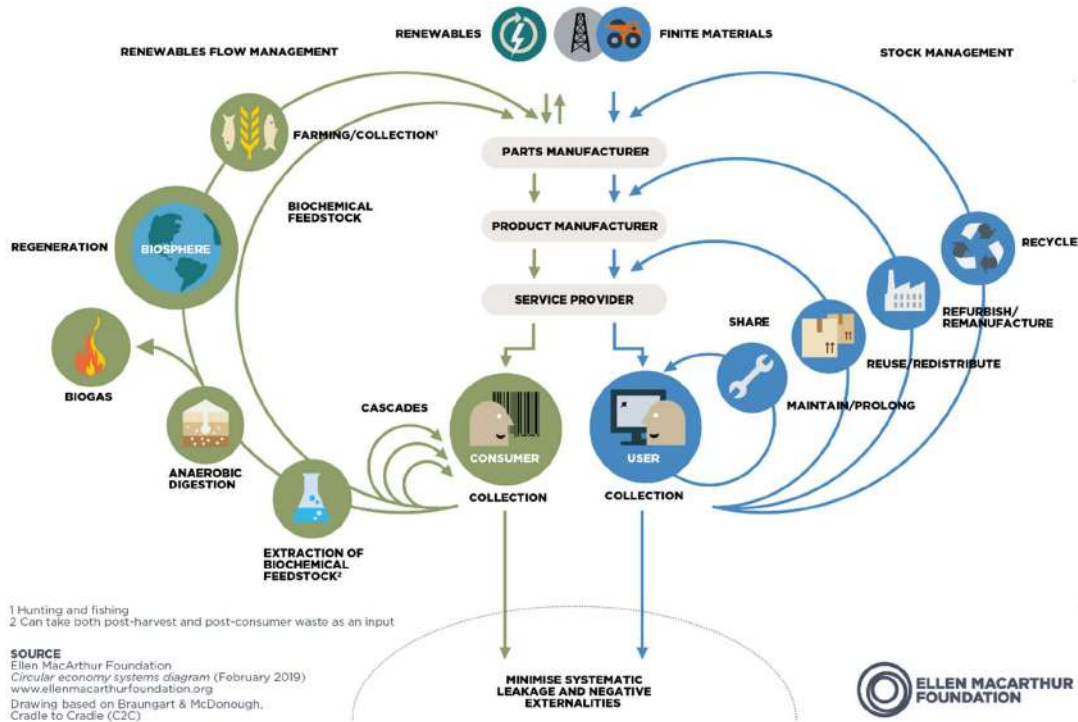 RENEWABLES
FINITE MATERIALS
RENEWABLES FLOW MANAGEMENT
STOCK MANAGEMENT
FARMING/COLLECTION¹
PARTS MANUFACTURER
BIOCHEMICAL
FEEDSTOCK
REGENERATION
BIOSPHERE
PRODUCT MANUFACTURER
RECYCLE
SERVICE PROVIDER
SHARE
REFURBISH/
REMANUFACTURE
REUSE/REDISTRIBUTE
BIOGAS
MAINTAIN/PROLONG
CASCADES
CONSUMER
USER
ANAEROBIC
DIGESTION
COLLECTION
COLLECTION
EXTRACTION OF
BIOCHEMICAL
FEEDSTOCK²
1 Hunting and fishing
2 Can take both post-harvest and post-consumer waste as an input
SOURCE
Ellen MacArthur Foundation
Circular economy systems diagram (February 2019)
www.ellenmacarthurfoundation.org
Drawing based on Braungart & McDonough,
Cradle to Cradle (C2C)
MINIMISE SYSTEMATIC
LEAKAGE AND NEGATIVE
EXTERNALITIES
ELLEN MACARTHUR
FOUNDATION